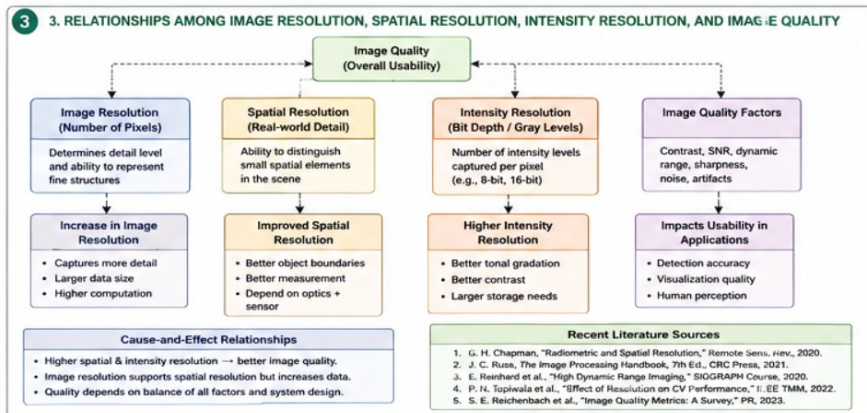 3 3. RELATIONSHIPS AMONG IMAGE RESOLUTION, SPATIAL RESOLUTION, INTENSITY RESOLUTION, AND IMAGE QUALITY
Image Quality
(Overall Usability)
Image Resolution
(Number of Pixels)
Determines detail level
and ability to represent
fine structures
Spatial Resolution
(Real-world Detail)
Ability to distinguish
small spatial elements
in the scene
Intensity Resolution
(Bit Depth / Gray Levels)
Number of intensity levels
captured per pixel
(e.g., 8-bit, 16-bit)
Image Quality Factors
Contrast, SNR, dynamic
range, sharpness,
noise, artifacts
Increase in Image
Resolution
• Captures more detail
• Larger data size
• Higher computation
Improved Spatial
Resolution
• Better object boundaries
• Better measurement
• Depend on optics +
sensor
Higher Intensity
Resolution
• Better tonal gradation
• Better contrast
• Larger storage needs
Impacts Usability in
Applications
• Detection accuracy
• Visualization quality
• Human perception
Cause-and-Effect Relationships
• Higher spatial & intensity resolution → better image quality.
• Image resolution supports spatial resolution but increases data.
• Quality depends on balance of all factors and system design.
Recent Literature Sources
1. G. H. Chapman, "Radiometric and Spatial Resolution," Remote Sens. Rev., 2020.
2. J. C. Russ, The Image Processing Handbook, 7th Ed., CRC Press, 2021.
3. E. Reinhard et al., "High Dynamic Range Imaging," SIGGRAPH Course, 2020.
4. P. N. Topiwala et al., "Effect of Resolution on CV Performance," IEEE TMM, 2022.
5. S. E. Reichenbach et al., "Image Quality Metrics: A Survey," PR, 2023.